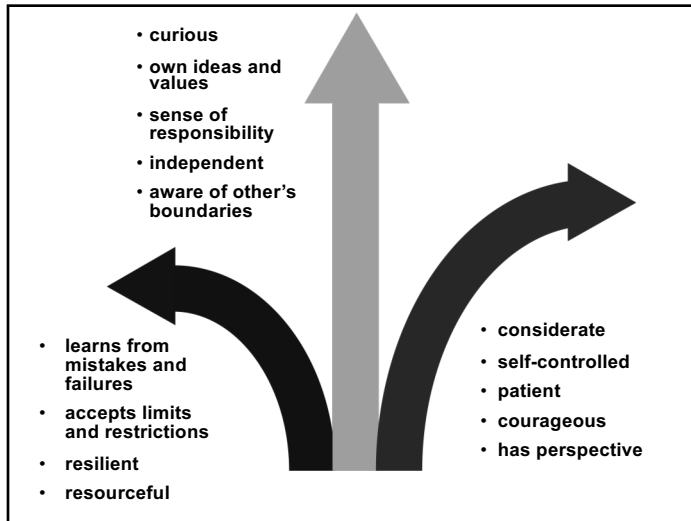 • curious
• own ideas and
values
• sense of
responsibility
• independent
• aware of other's
boundaries
• learns from
mistakes and
failures
• accepts limits
and restrictions
• resilient
• resourceful
• considerate
• self-controlled
• patient
• courageous
• has perspective